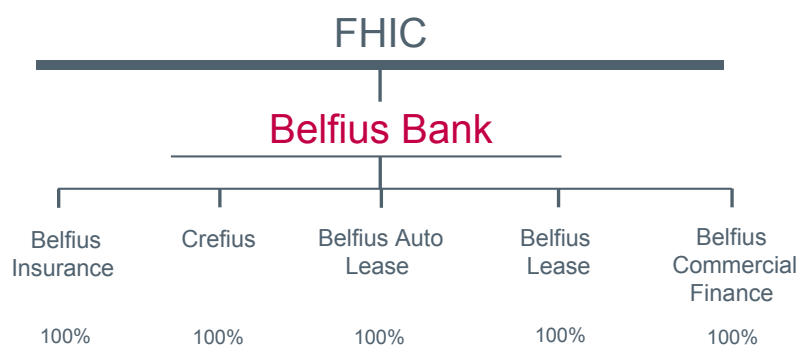 FHIC
Belfius Bank
Belfius
Insurance
Crefius
Belfius Auto
Lease
Belfius
Lease
Belfius
Commercial
Finance
100%
100%
100%
100%
100%